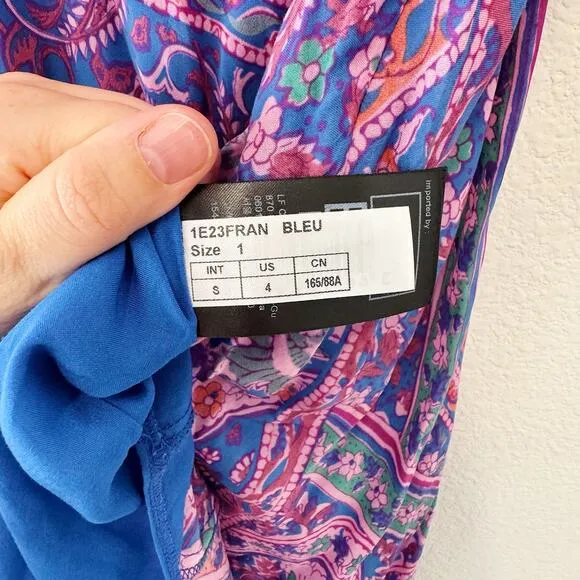 imported by :
1E23FRAN BLEU
Size 1
INT US CN
S 4 165/88A